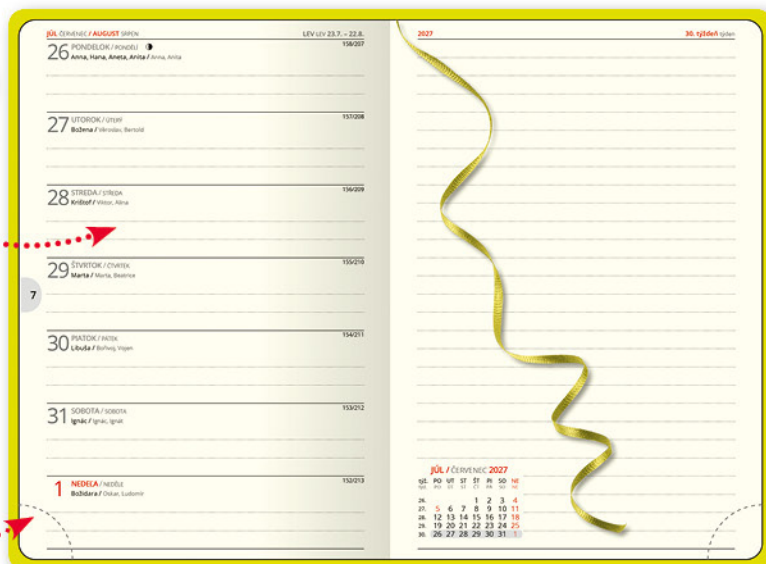 JÚL ČERVENEC / AUGUST SRPEN
LEV LEV 23.7. – 22.8.
26 PONDELOK / PONDĚLÍ
158/207
Anna, Hana, Aneta, Anita / Anna, Anita
27 UTOROK / ÚTERÝ
157/208
Božena / Věroslav, Bertold
28 STREDA / STŘEDA
156/209
Krištof / Viktor, Alina
29 ŠTVRTOK / ČTVRTEK
155/210
Marta / Marta, Beatrice
7
30 PIATOK / PÁTEK
154/211
Libuša / Bořivoj, Vojen
31 SOBOTA / SOBOTA
153/212
Ignác / Ignác, Ignát
1 NEDEĽA / NEDĚLE
152/213
Božidara / Oskar, Ludomír
2027
30. týždeň týden
JÚL / ČERVENEC 2027
týž. PO UT ST ŠT PI SO NE
26. 1 2 3 4
27. 5 6 7 8 9 10 11
28. 12 13 14 15 16 17 18
29. 19 20 21 22 23 24 25
30. 26 27 28 29 30 31 1